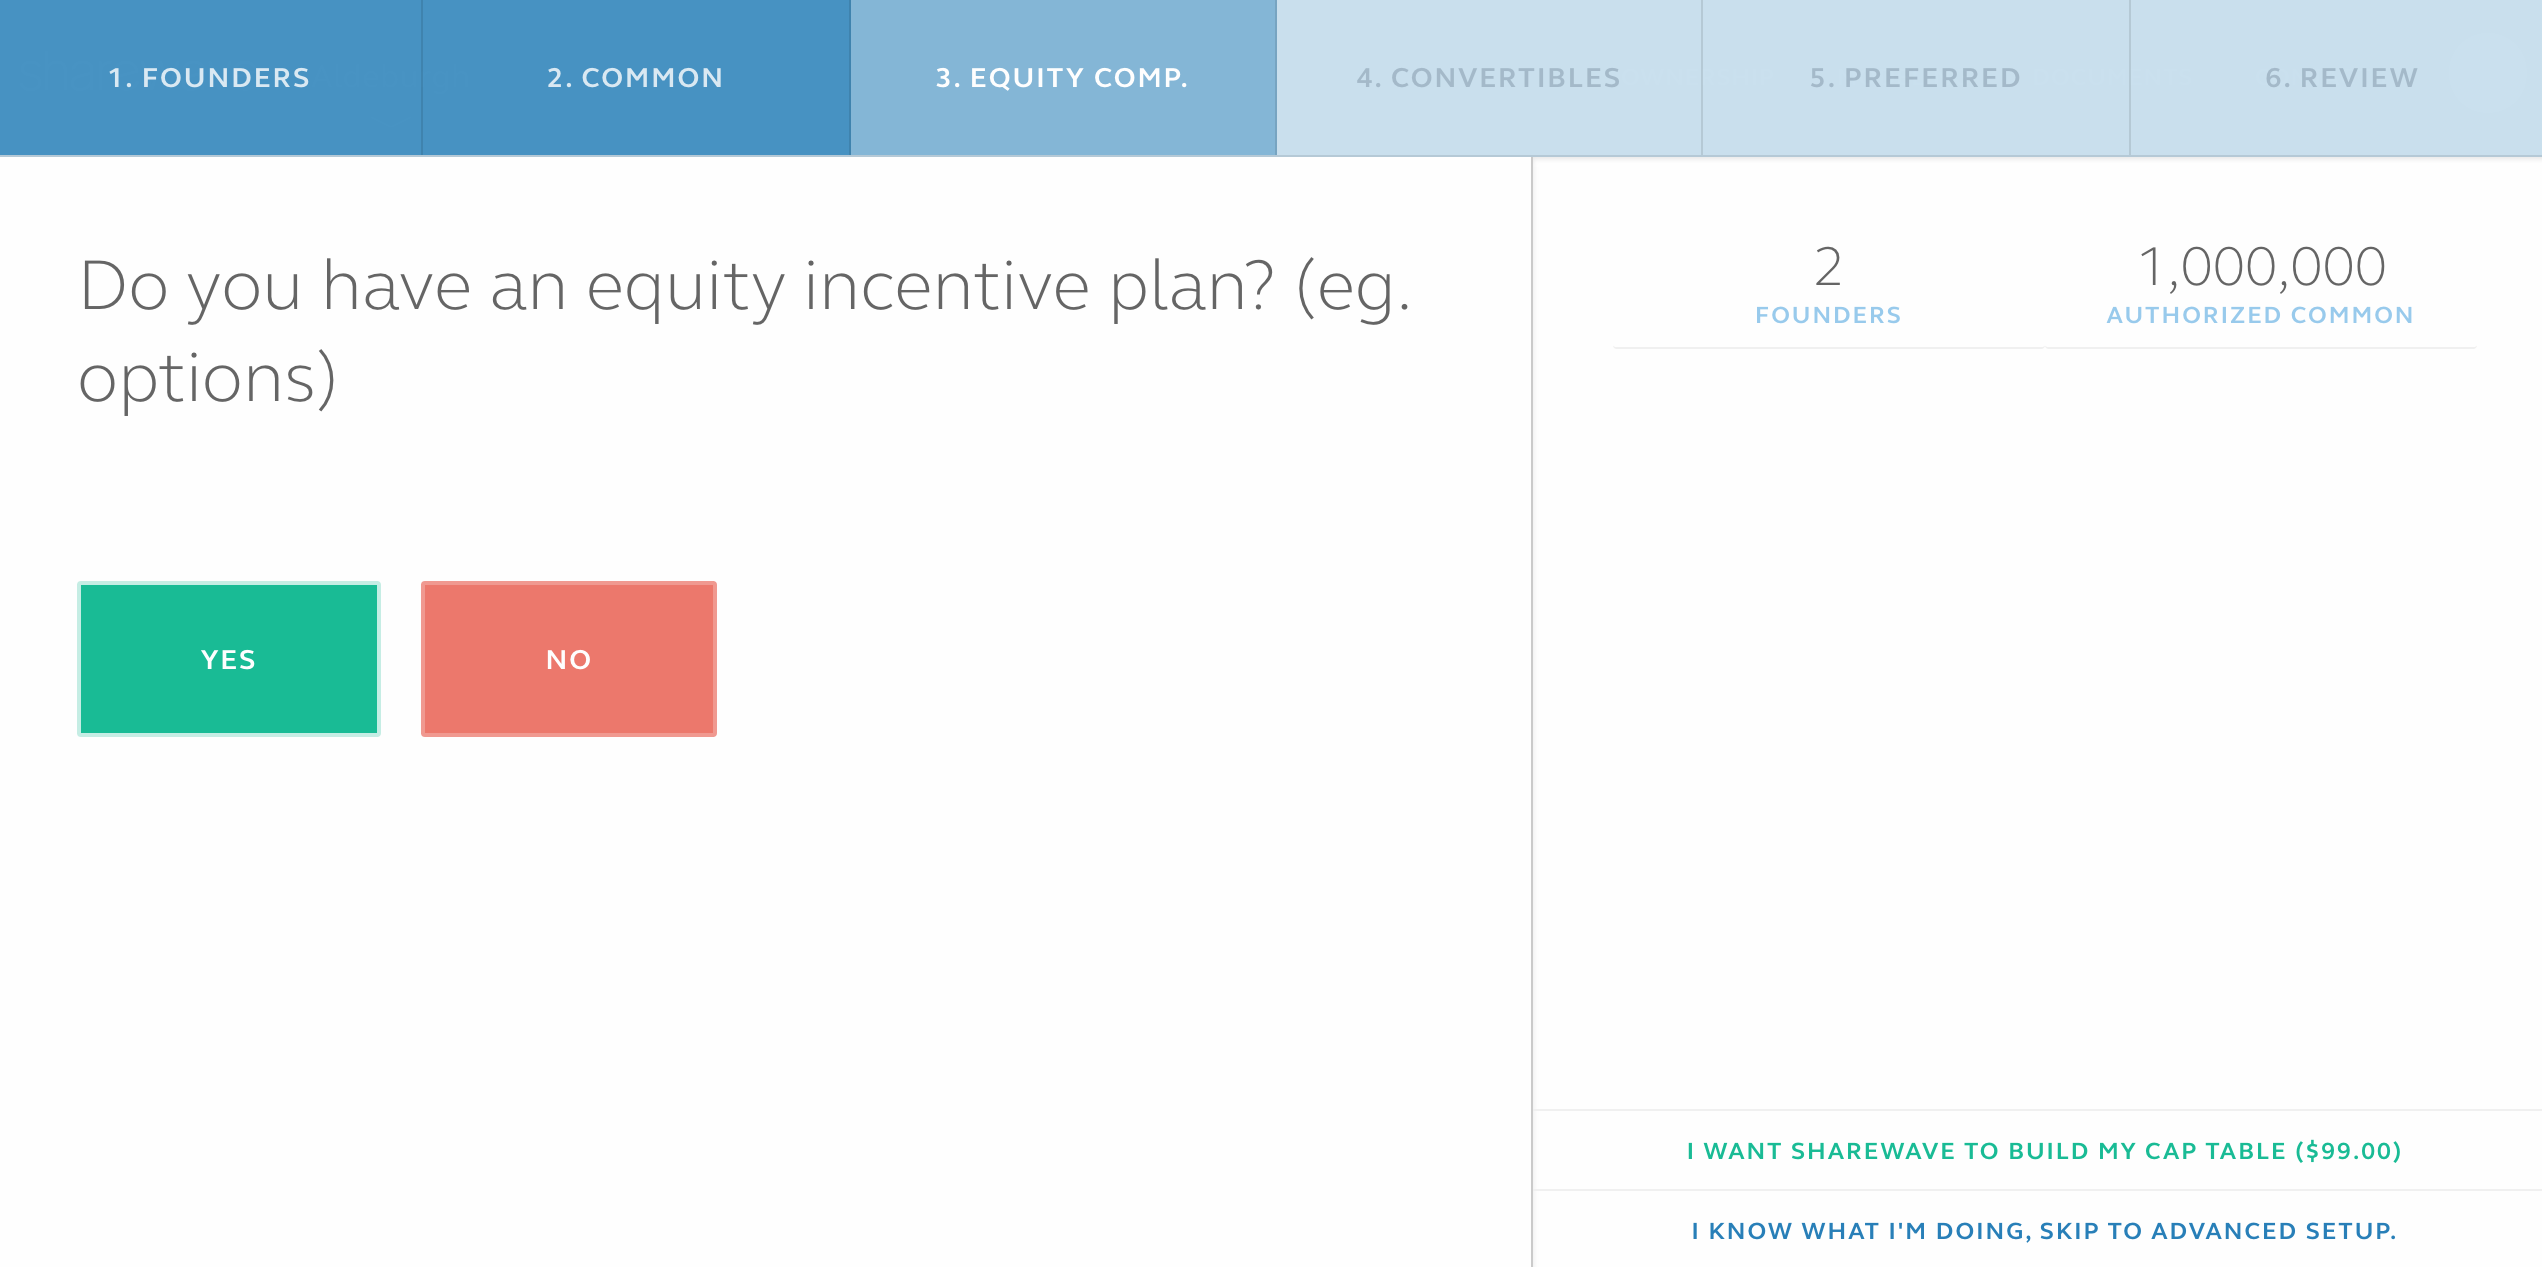 1. FOUNDERS
2. COMMON
3. EQUITY COMP.
4. CONVERTIBLES
5. PREFERRED
6. REVIEW
Do you have an equity incentive plan? (eg.
options)
YES
NO
2
FOUNDERS
1,000,000
AUTHORIZED COMMON
I WANT SHAREWAVE TO BUILD MY CAP TABLE ($99.00)
I KNOW WHAT I'M DOING, SKIP TO ADVANCED SETUP.